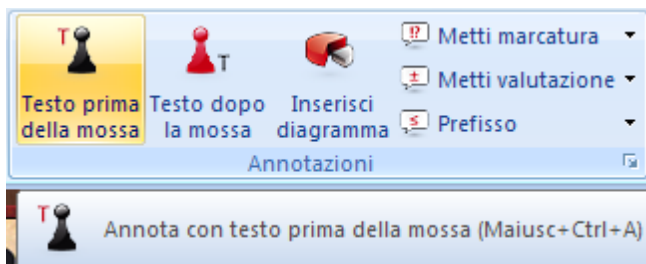 T
Testo prima
della mossa
T
Testo dopo
la mossa
Inserisci
diagramma
!? Metti marcatura
± Metti valutazione
≤ Prefisso
Annotazioni
T
Annota con testo prima della mossa (Maiusc+Ctrl+A)